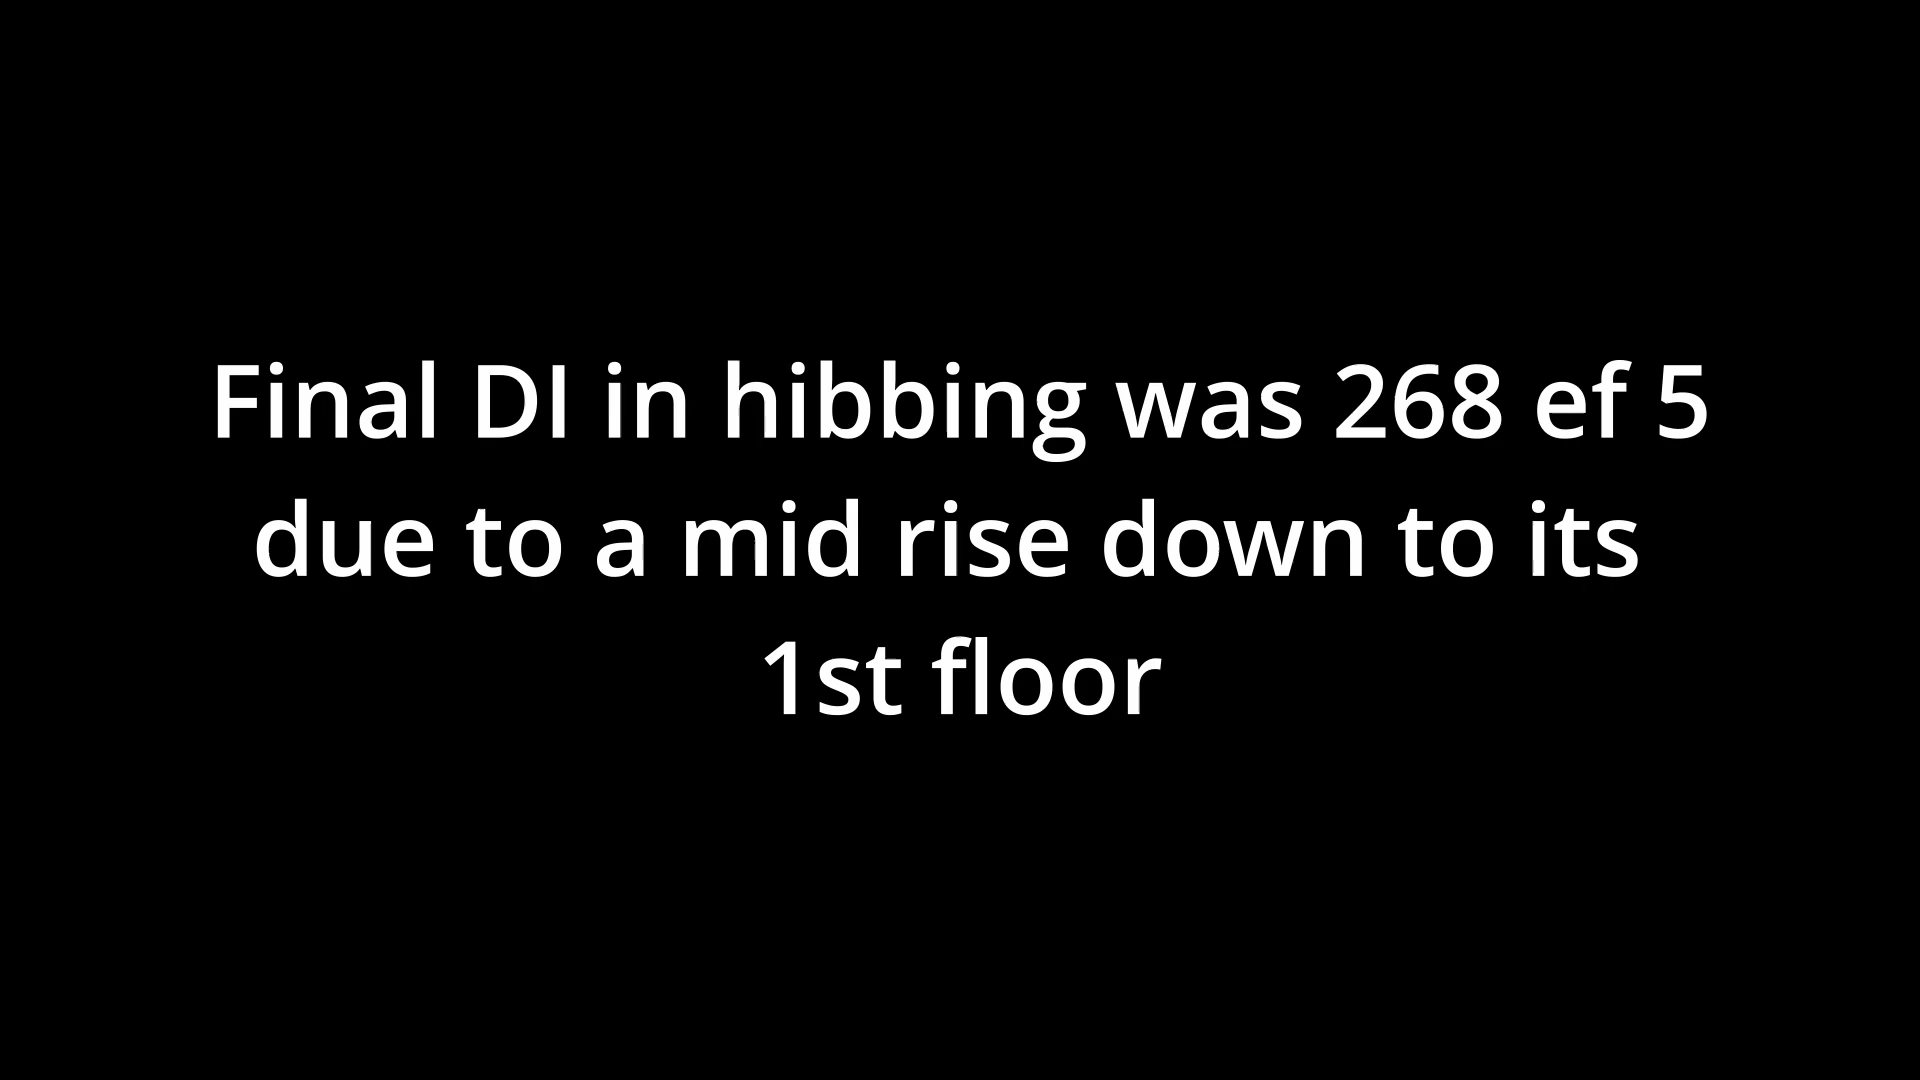 Final DI in hibbing was 268 ef 5
due to a mid rise down to its
1st floor